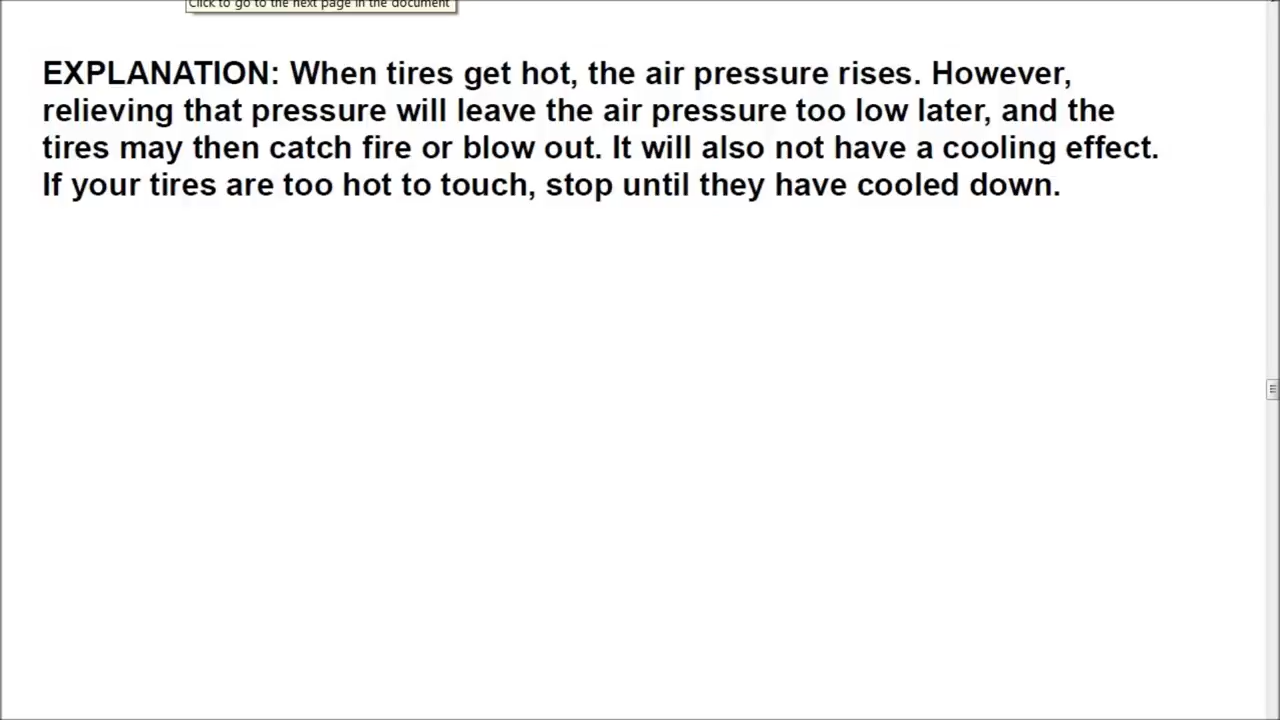 Click to go to the next page in the document
EXPLANATION: When tires get hot, the air pressure rises. However,
relieving that pressure will leave the air pressure too low later, and the
tires may then catch fire or blow out. It will also not have a cooling effect.
If your tires are too hot to touch, stop until they have cooled down.